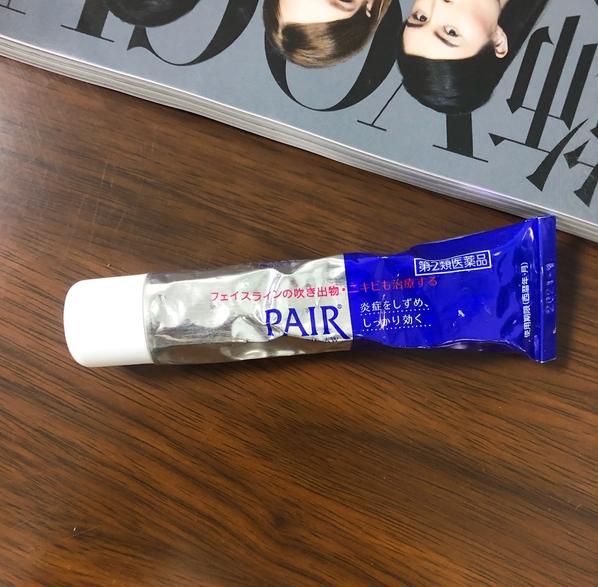 第2類医薬品
フェイスラインの吹き出物・ニキビも治療する
PAIR®
炎症をしずめ、
しっかり効く
使用期限(西暦年・月)